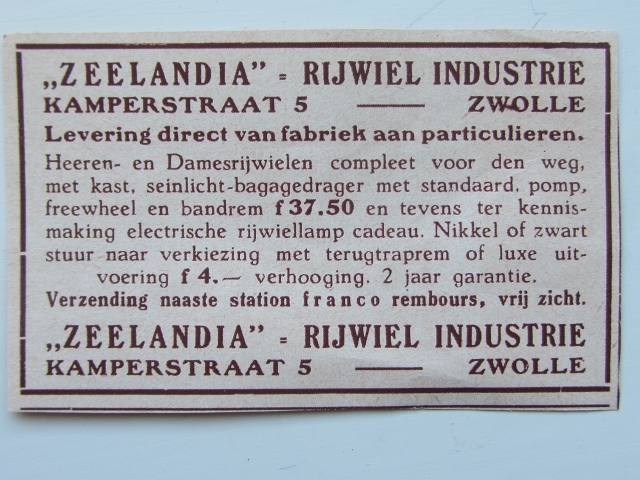 „ZEELANDIA" = RIJWIEL INDUSTRIE
KAMPERSTRAAT 5 —— ZWOLLE
Levering direct van fabriek aan particulieren.
Heeren- en Damesrijwielen compleet voor den weg,
met kast, seinlicht-bagagedrager met standaard, pomp,
freewheel en bandrem f 37.50 en tevens ter kennis-
making electrische rijwiellamp cadeau. Nikkel of zwart
stuur naar verkiezing met terugtraprem of luxe uit-
voering f 4.— verhooging. 2 jaar garantie.
Verzending naaste station franco rembours, vrij zicht.
„ZEELANDIA" = RIJWIEL INDUSTRIE
KAMPERSTRAAT 5 —— ZWOLLE